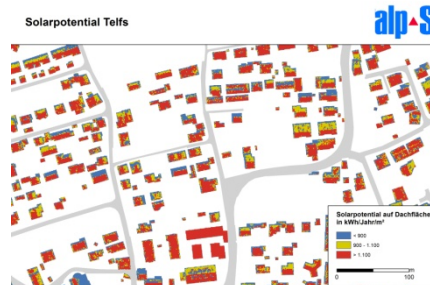 Solarpotential Telfs
alp S
Solarpotential auf Dachfläche
in kWh/Jahr/m²
< 900
900 - 1.100
> 1.100
0
100